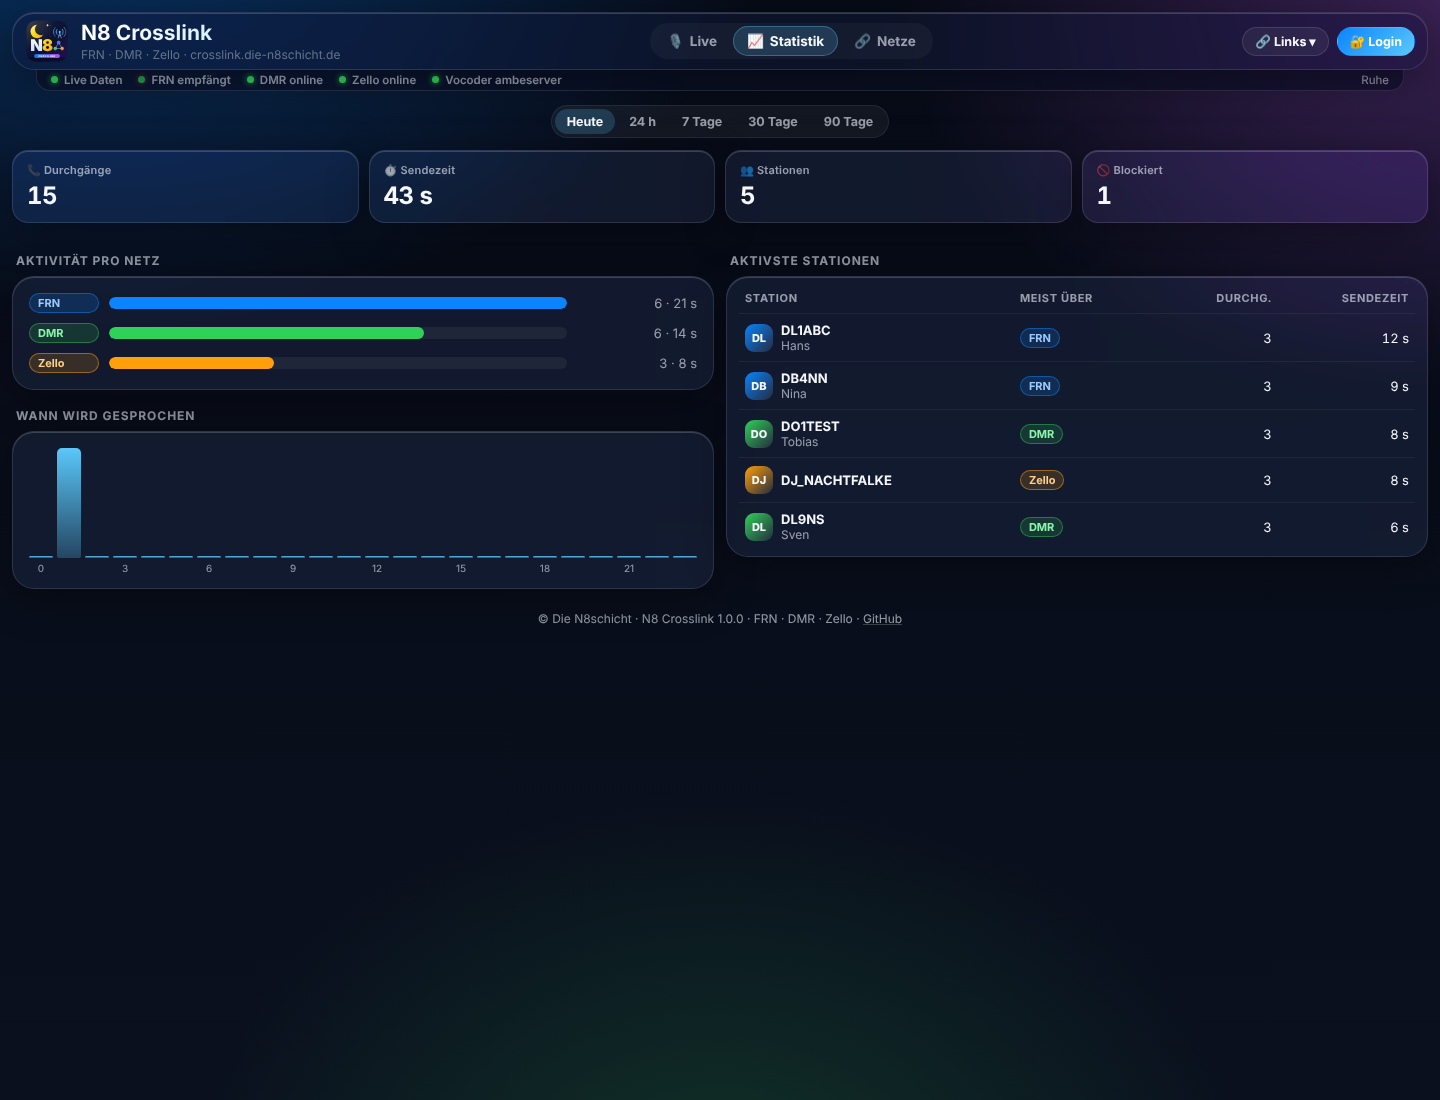 N8 Crosslink
FRN · DMR · Zello · crosslink.die-n8schicht.de
N8
Live
Statistik
Netze
Links ▾
Login
Live Daten
FRN empfängt
DMR online
Zello online
Vocoder ambeserver
Ruhe
Heute
24 h
7 Tage
30 Tage
90 Tage
Durchgänge
15
Sendezeit
43 s
Stationen
5
Blockiert
1
AKTIVITÄT PRO NETZ
FRN
6 · 21 s
DMR
6 · 14 s
Zello
3 · 8 s
WANN WIRD GESPROCHEN
0 3 6 9 12 15 18 21
AKTIVSTE STATIONEN
STATION MEIST ÜBER DURCHG. SENDEZEIT
DL DL1ABC FRN 3 12 s
Hans
DB DB4NN FRN 3 9 s
Nina
DO DO1TEST DMR 3 8 s
Tobias
DJ DJ_NACHTFALKE Zello 3 8 s
DL DL9NS DMR 3 6 s
Sven
© Die N8schicht · N8 Crosslink 1.0.0 · FRN · DMR · Zello · GitHub